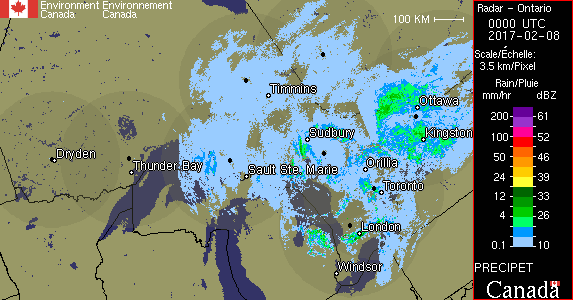 Environment Environnement
Canada Canada
100 KM
Radar - Ontario
0000 UTC
2017-02-08
Scale/Échelle:
3.5 km/Pixel
Rain/Pluie
mm/hr dBZ
200 61
100 52
50 46
24 39
12 33
4 26
0.1 10
PRECIPET
Canada
Timmins
Ottawa
Sudbury
Kingston
Dryden
Thunder Bay
Sault Ste. Marie
Orillia
Toronto
London
Windsor